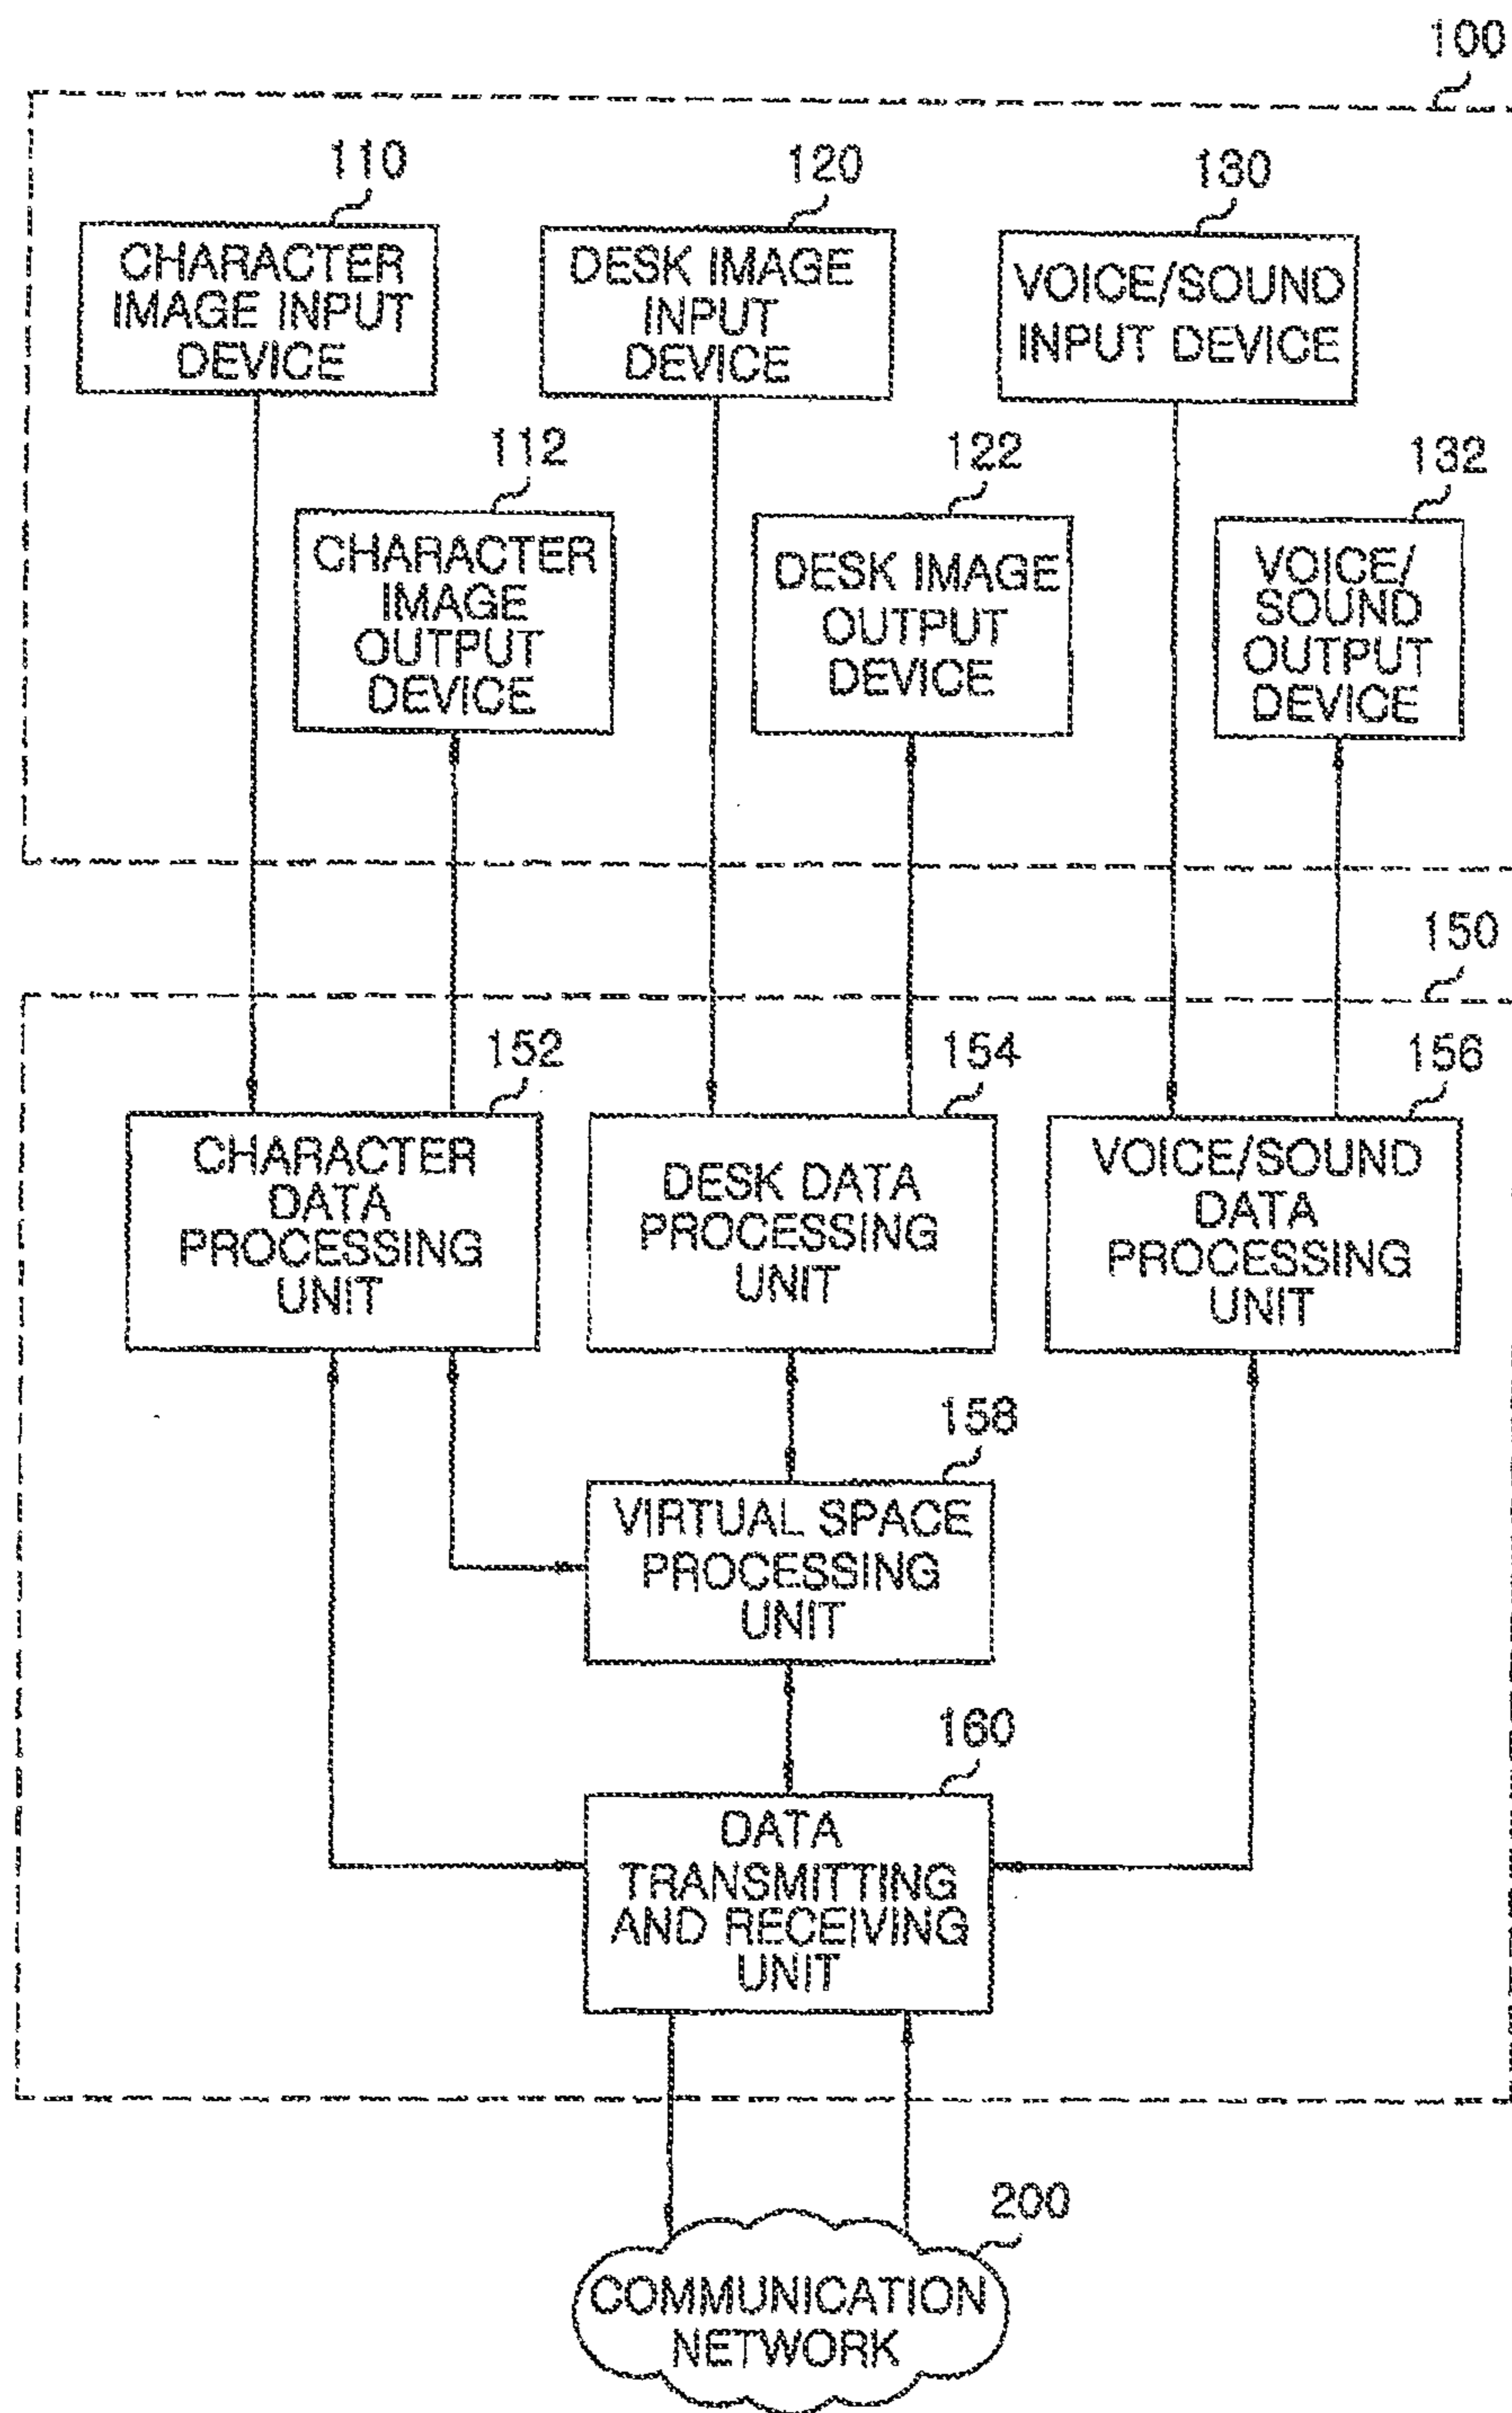 100
110
120
130
CHARACTER
IMAGE INPUT
DEVICE
DESK IMAGE
INPUT
DEVICE
VOICE/SOUND
INPUT DEVICE
112
122
132
CHARACTER
IMAGE
OUTPUT
DEVICE
DESK IMAGE
OUTPUT
DEVICE
VOICE/
SOUND
OUTPUT
DEVICE
150
152
154
156
CHARACTER
DATA
PROCESSING
UNIT
DESK DATA
PROCESSING
UNIT
VOICE/SOUND
DATA
PROCESSING
UNIT
158
VIRTUAL SPACE
PROCESSING
UNIT
160
DATA
TRANSMITTING
AND RECEIVING
UNIT
200
COMMUNICATION
NETWORK